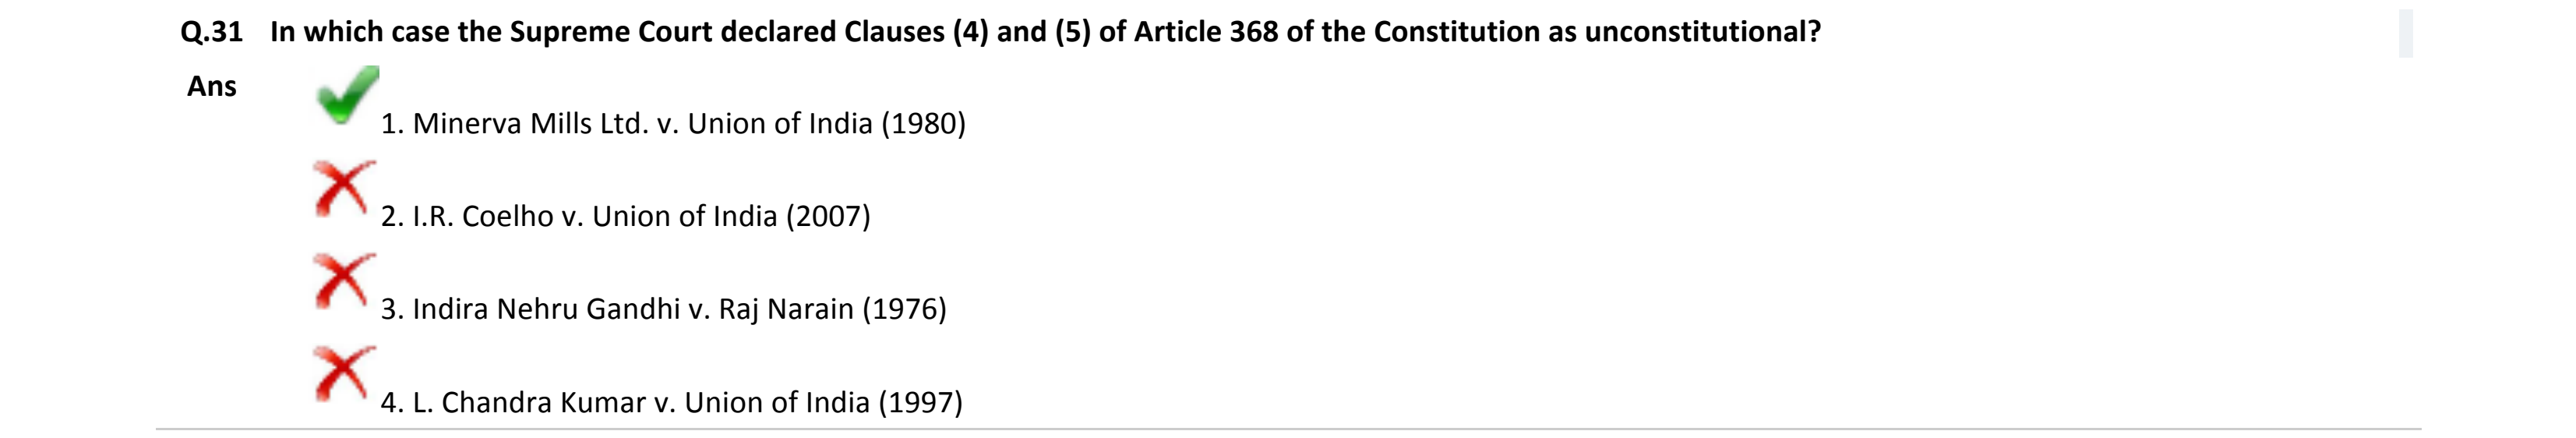 Q.31 In which case the Supreme Court declared Clauses (4) and (5) of Article 368 of the Constitution as unconstitutional?
Ans
1. Minerva Mills Ltd. v. Union of India (1980)
2. I.R. Coelho v. Union of India (2007)
3. Indira Nehru Gandhi v. Raj Narain (1976)
4. L. Chandra Kumar v. Union of India (1997)